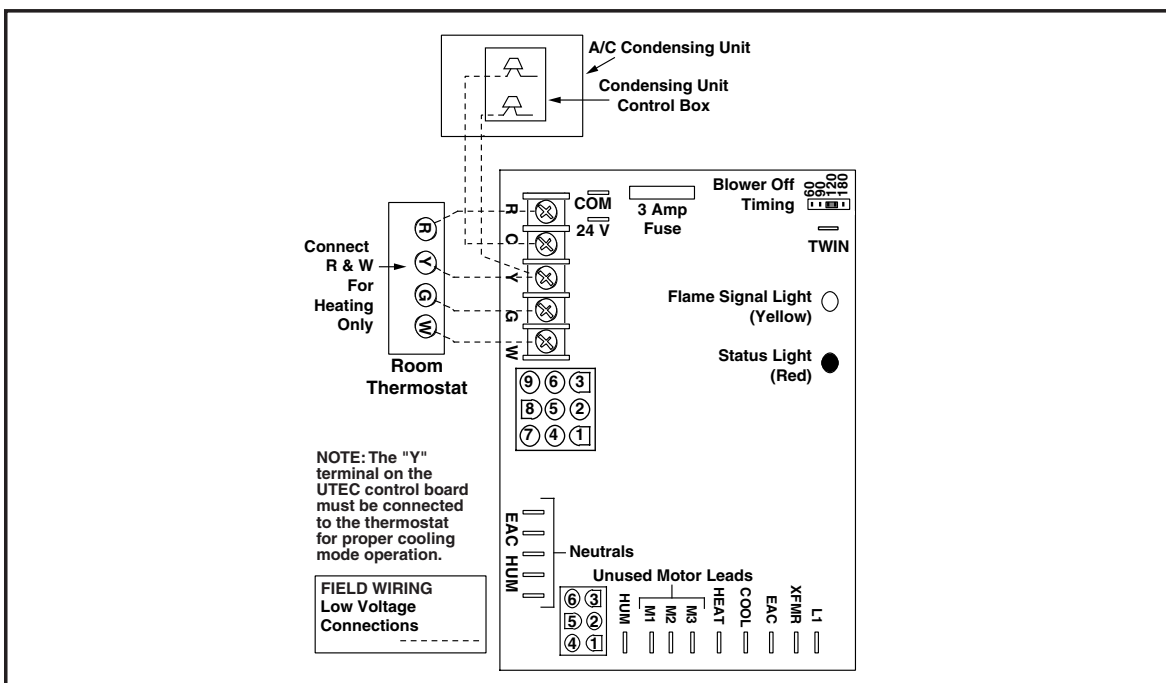 A/C Condensing Unit
Condensing Unit
Control Box
R
C
Y
G
W
COM
24 V
3 Amp
Fuse
Blower Off
Timing
60
90
120
180
TWIN
Connect
R & W
For
Heating
Only
R
Y
G
W
Room
Thermostat
Flame Signal Light
(Yellow)
Status Light
(Red)
9 6 3
8 5 2
7 4 1
NOTE: The "Y"
terminal on the
UTEC control board
must be connected
to the thermostat
for proper cooling
mode operation.
EAC HUM
Neutrals
Unused Motor Leads
FIELD WIRING
Low Voltage
Connections
6 3
5 2
4 1
HUM
M1
M2
M3
HEAT
COOL
EAC
XFMR
L1